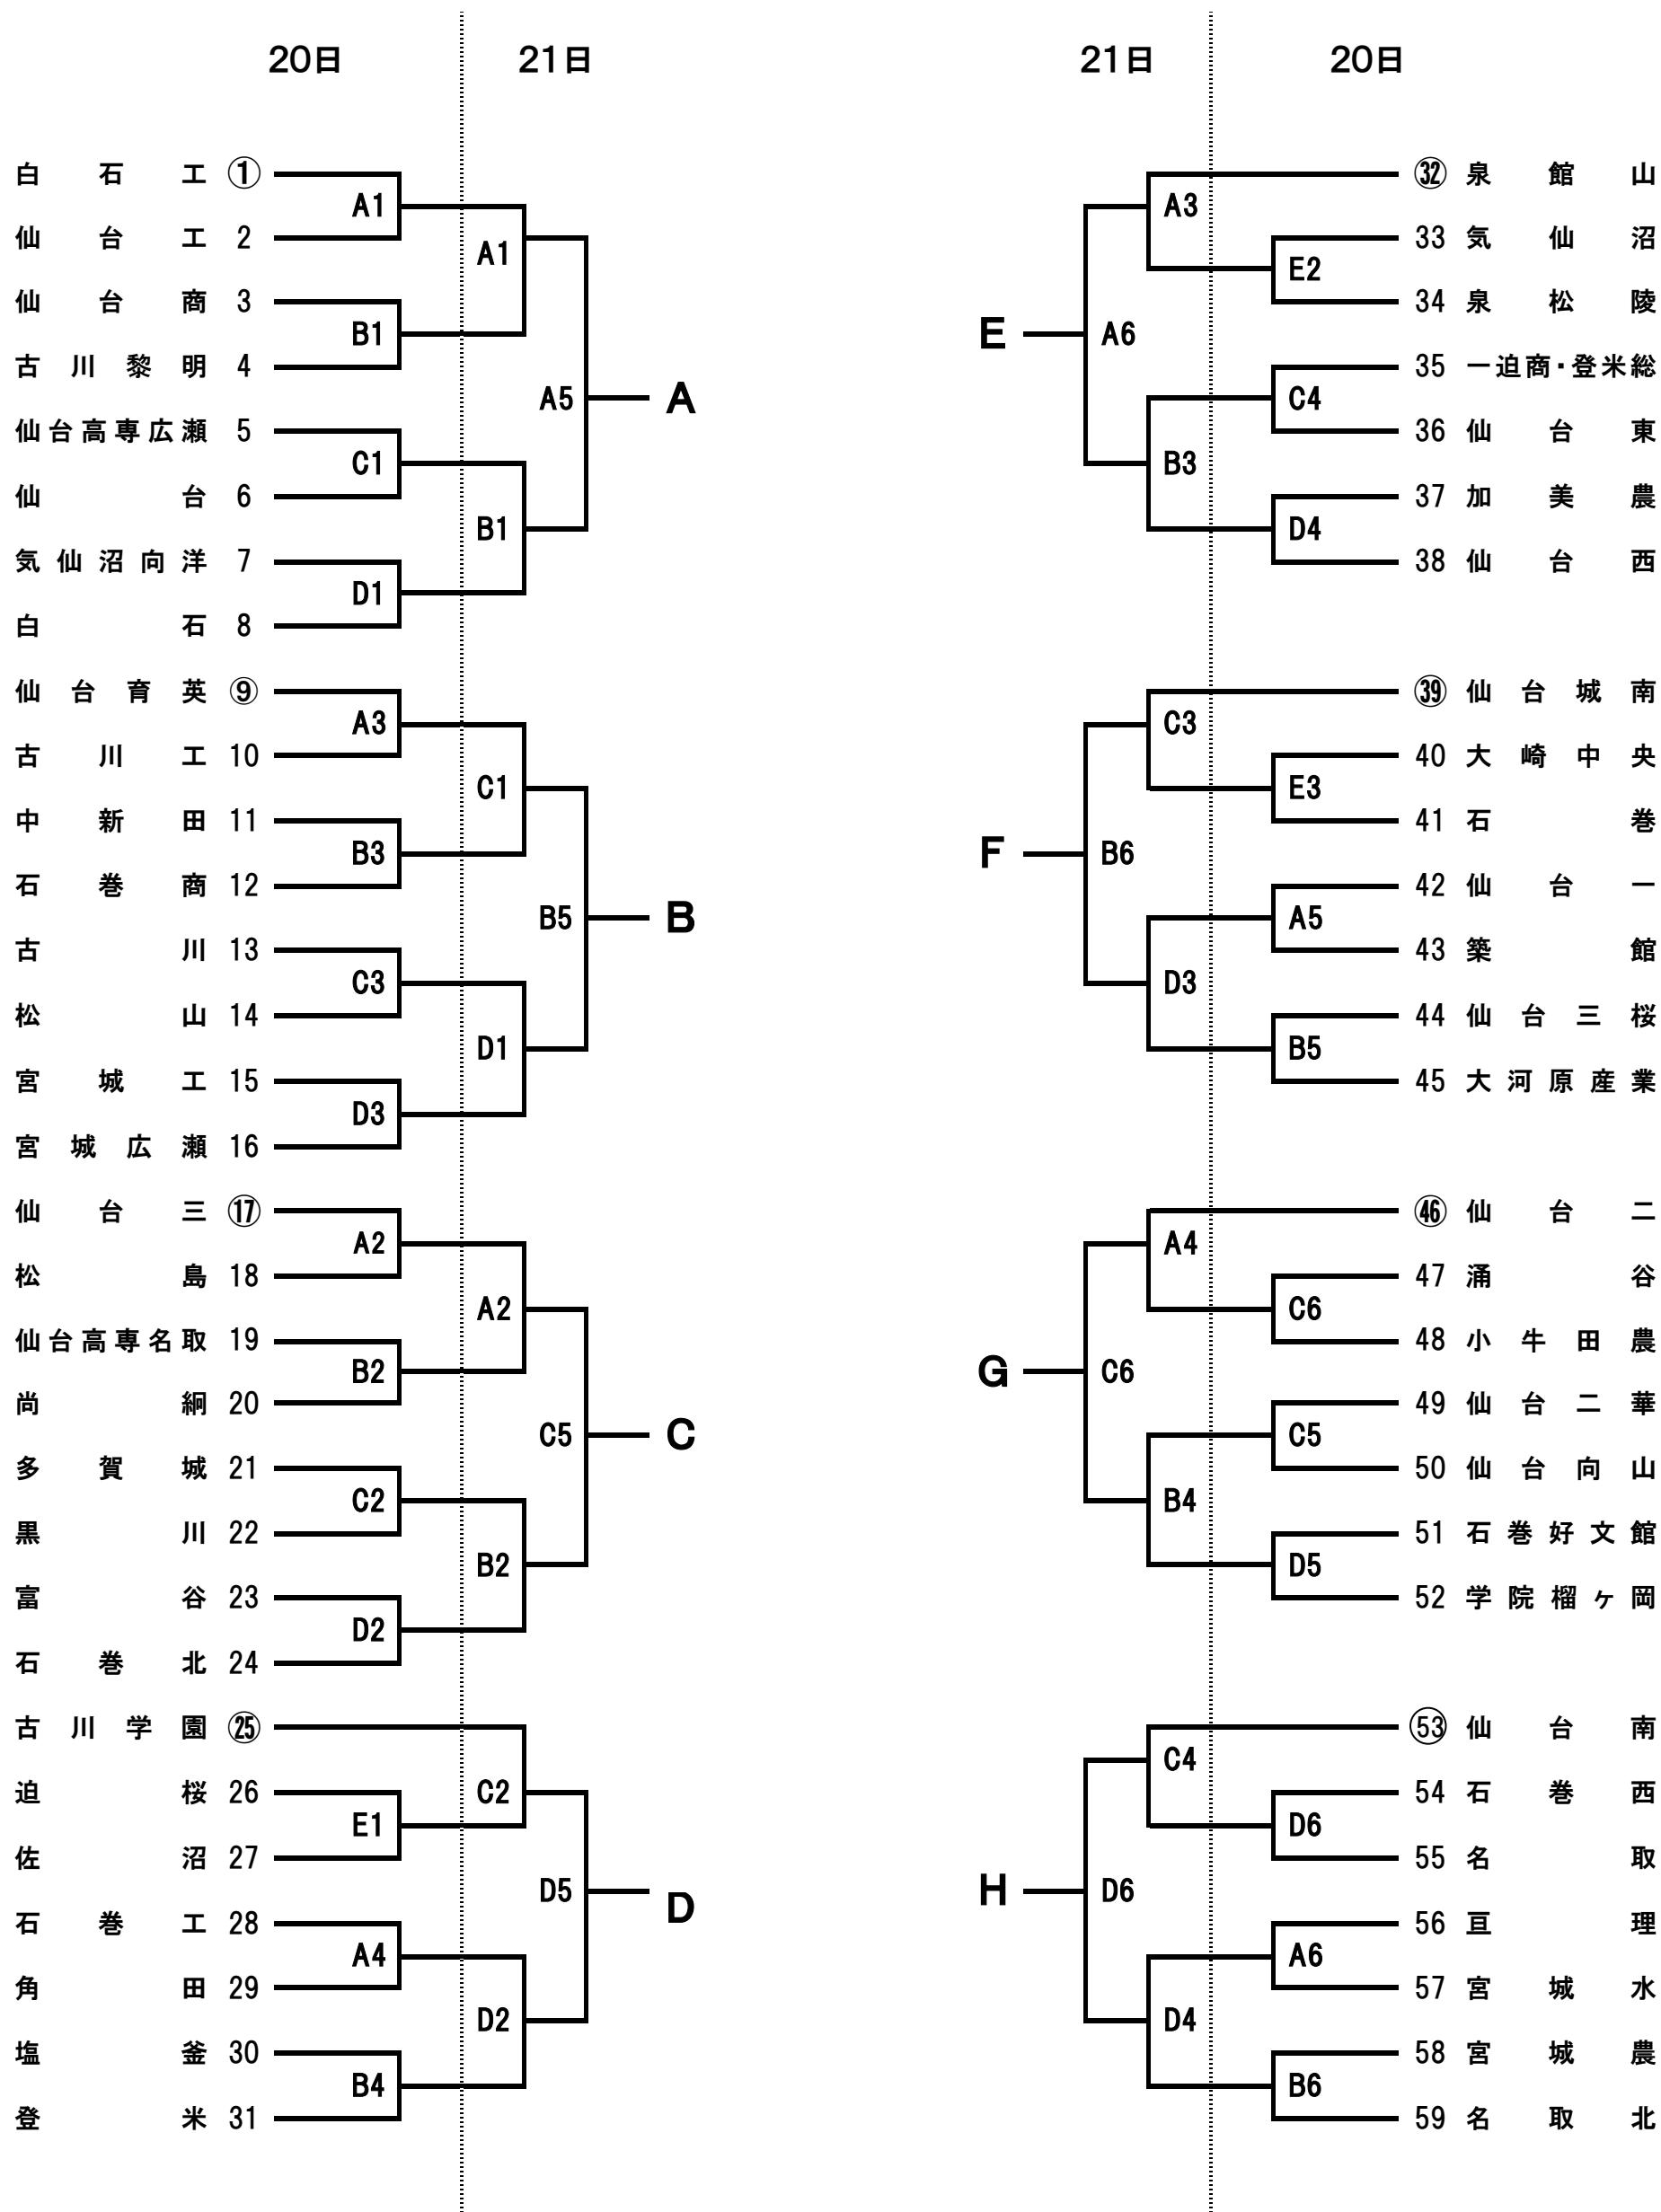 20日 21日 21日 20日
白石工 ① A1
仙台工 2
A1
仙台商 3 B1
古川黎明 4
A5 A
仙台高専広瀬 5 C1
仙台 6
B1
気仙沼向洋 7 D1
白石 8
仙台育英 ⑨ A3
古川工 10
C1
中新田 11 B3
石巻商 12
B5 B
古川 13 C3
松山 14
D1
宮城工 15 D3
宮城広瀬 16
仙台三 ⑰ A2
松島 18
A2
仙台高専名取 19 B2
尚絅 20
C5 C
多賀城 21 C2
黒川 22
B2
富谷 23 D2
石巻北 24
古川学園 ㉕
C2
迫桜 26 E1
佐沼 27
D5 D
石巻工 28 A4
角田 29
D2
塩釜 30 B4
登米 31
A3 ㉜ 泉館山
33 気仙沼
E2
34 泉松陵
E A6
35 一迫商・登米総
C4
36 仙台東
B3
37 加美農
D4
38 仙台西
C3 ㊴ 仙台城南
40 大崎中央
E3
41 石巻
F B6
42 仙台一
A5
43 築館
D3
44 仙台三桜
B5
45 大河原産業
A4 ㊻ 仙台二
47 涌谷
C6
48 小牛田農
G C6
49 仙台二華
C5
50 仙台向山
B4
51 石巻好文館
D5
52 学院榴ヶ岡
C4 53 仙台南
54 石巻西
D6
55 名取
H D6
56 亘理
A6
57 宮城水
D4
58 宮城農
B6
59 名取北